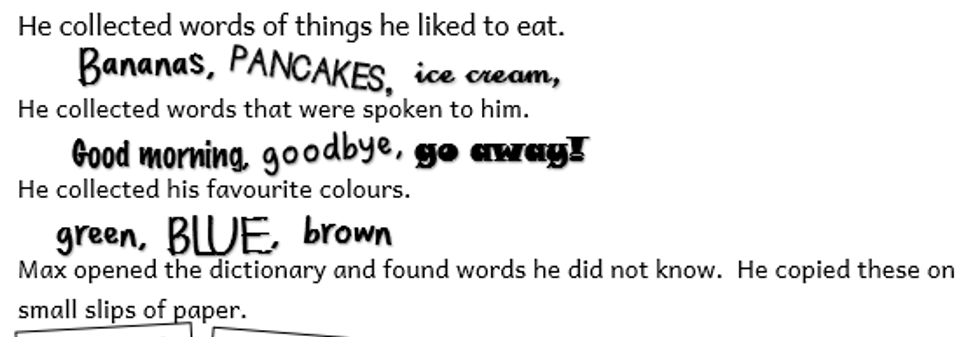 He collected words of things he liked to eat.
Bananas, PANCAKES, ice cream,
He collected words that were spoken to him.
Good morning, goodbye, go away!
He collected his favourite colours.
green, BLUE, brown
Max opened the dictionary and found words he did not know. He copied these on
small slips of paper.